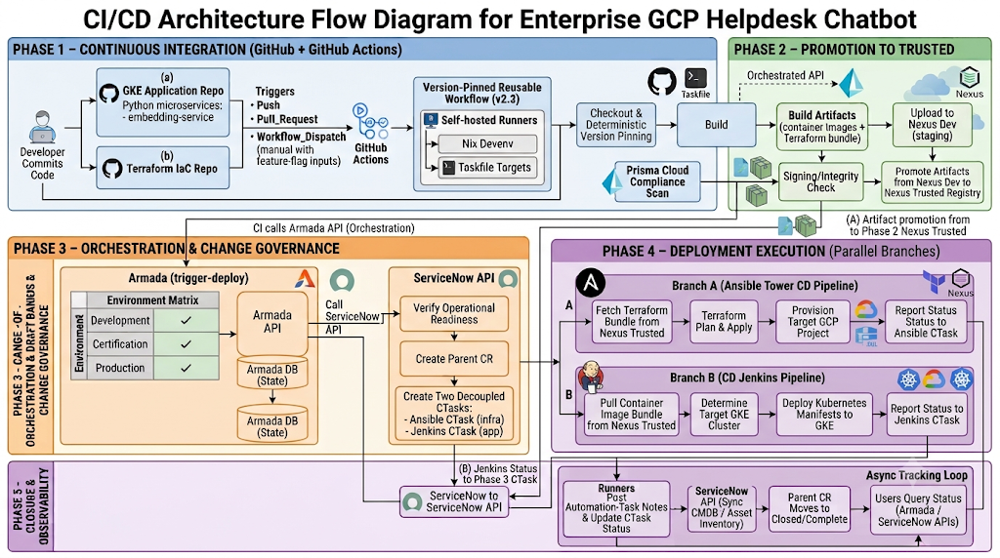 CI/CD Architecture Flow Diagram for Enterprise GCP Helpdesk Chatbot
PHASE 1 – CONTINUOUS INTEGRATION (GitHub + GitHub Actions)
Developer
Commits
Code
(a)
GKE Application Repo
Python microservices:
- embedding-service
(b)
Terraform IaC Repo
Triggers
• Push
• Pull_Request
• Workflow_Dispatch
(manual with
feature-flag inputs)
GitHub
Actions
Version-Pinned Reusable
Workflow (v2.3)
Self-hosted Runners
Nix Devenv
Taskfile Targets
Checkout &
Deterministic
Version Pinning
Taskfile
Build
Prisma Cloud
Compliance
Scan
PHASE 2 – PROMOTION TO TRUSTED
Orchestrated API
Nexus
Build Artifacts
(container Images +
Terraform bundle)
Upload to
Nexus Dev
(staging)
Signing/Integrity
Check
Promote Artifacts
from Nexus Dev to
Nexus Trusted Registry
(A) Artifact promotion from
to Phase 2 Nexus Trusted
CI calls Armada API (Orchestration)
PHASE 3 – ORCHESTRATION & CHANGE GOVERNANCE
PHASE 3 - CANGE -OF-
ORCHESTRATION & DRAFT BANIƋS &
CHANGE GOVERNANCE
Armada (trigger-deploy)
Environment Matrix
Environment
Development ✓
Certification ✓
Production ✓
Armada
API
Armada DB
(State)
Armada DB
(State)
Call
ServiceNow
API
ServiceNow API
Verify Operational
Readiness
Create Parent CR
Create Two Decoupled
CTasks:
- Ansible CTask (infra)
- Jenkins CTask (app)
PHASE 4 – DEPLOYMENT EXECUTION (Parallel Branches)
A
Branch A (Ansible Tower CD Pipeline)
Nexus
Fetch Terraform
Bundle from
Nexus Trusted
Terraform
Plan & Apply
Provision
Target GCP
Project
Report Status
Status to
Ansible CTask
B
Branch B (CD Jenkins Pipeline)
Pull Container
Image Bundle
from Nexus Trusted
Determine
Target GKE
Cluster
Deploy Kubernetes
Manifests to
GKE
Report Status to
Jenkins CTask
PHASE 5 -
CLOSURE &
OBSERVABILITY
(B) Jenkins Status
to Phase 3 CTask
ServiceNow to
ServiceNow API
Async Tracking Loop
Runners
Post
Automation-Task Notes
& Update CTask
Status
ServiceNow
API (Sync
CMDB / Asset
Inventory)
Parent CR
Mcves to
Closed/Complete
Users Query Status
(Armada /
ServiceNow APIs)